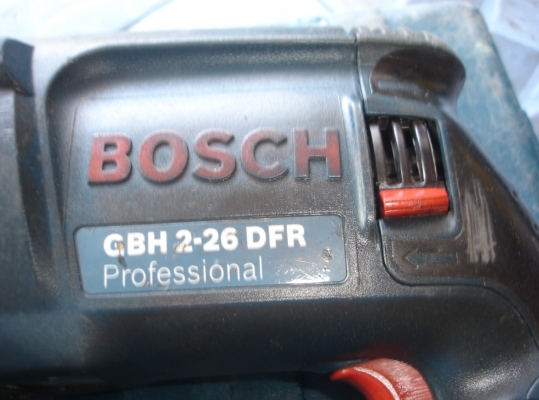 BOSCH
GBH 2-26 DFR
Professional